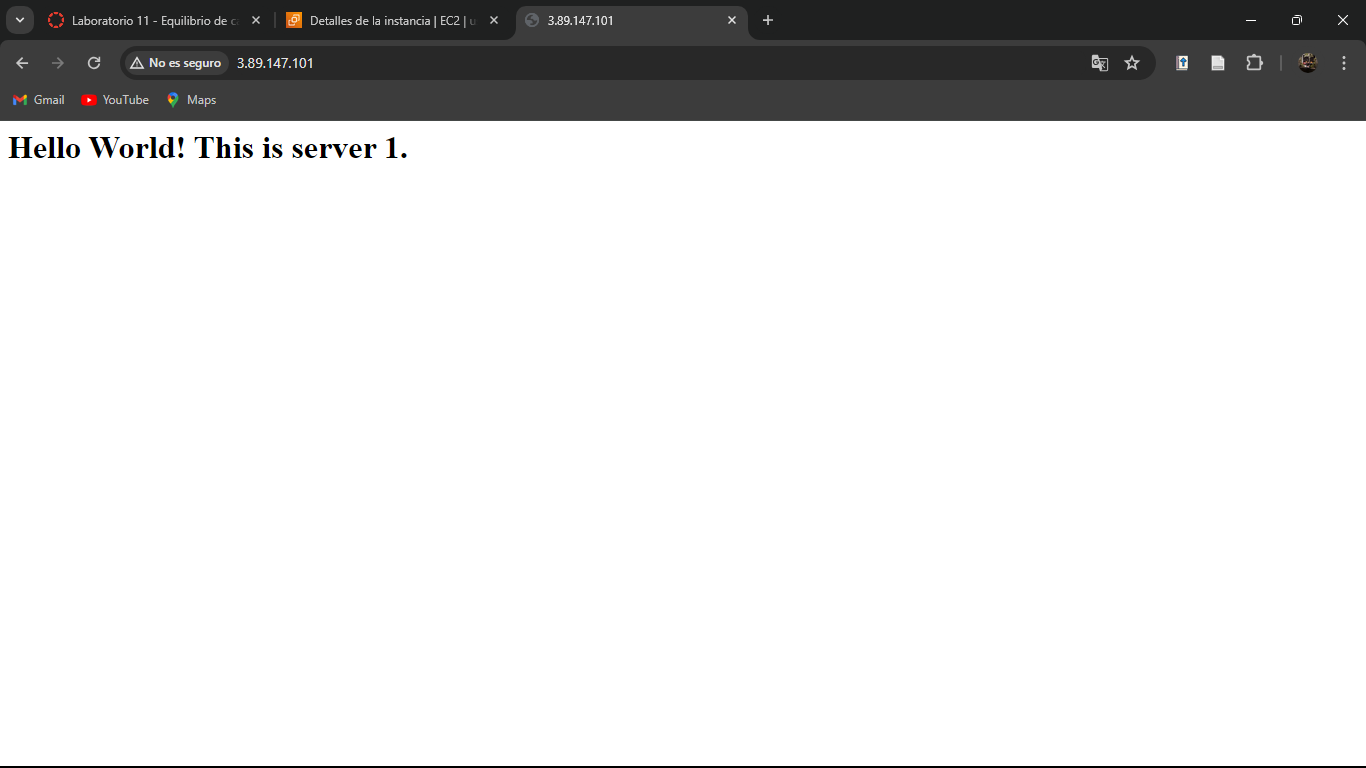 Laboratorio 11 - Equilibrio de c
Detalles de la instancia | EC2 | u
3.89.147.101
No es seguro
3.89.147.101
Gmail
YouTube
Maps
Hello World! This is server 1.